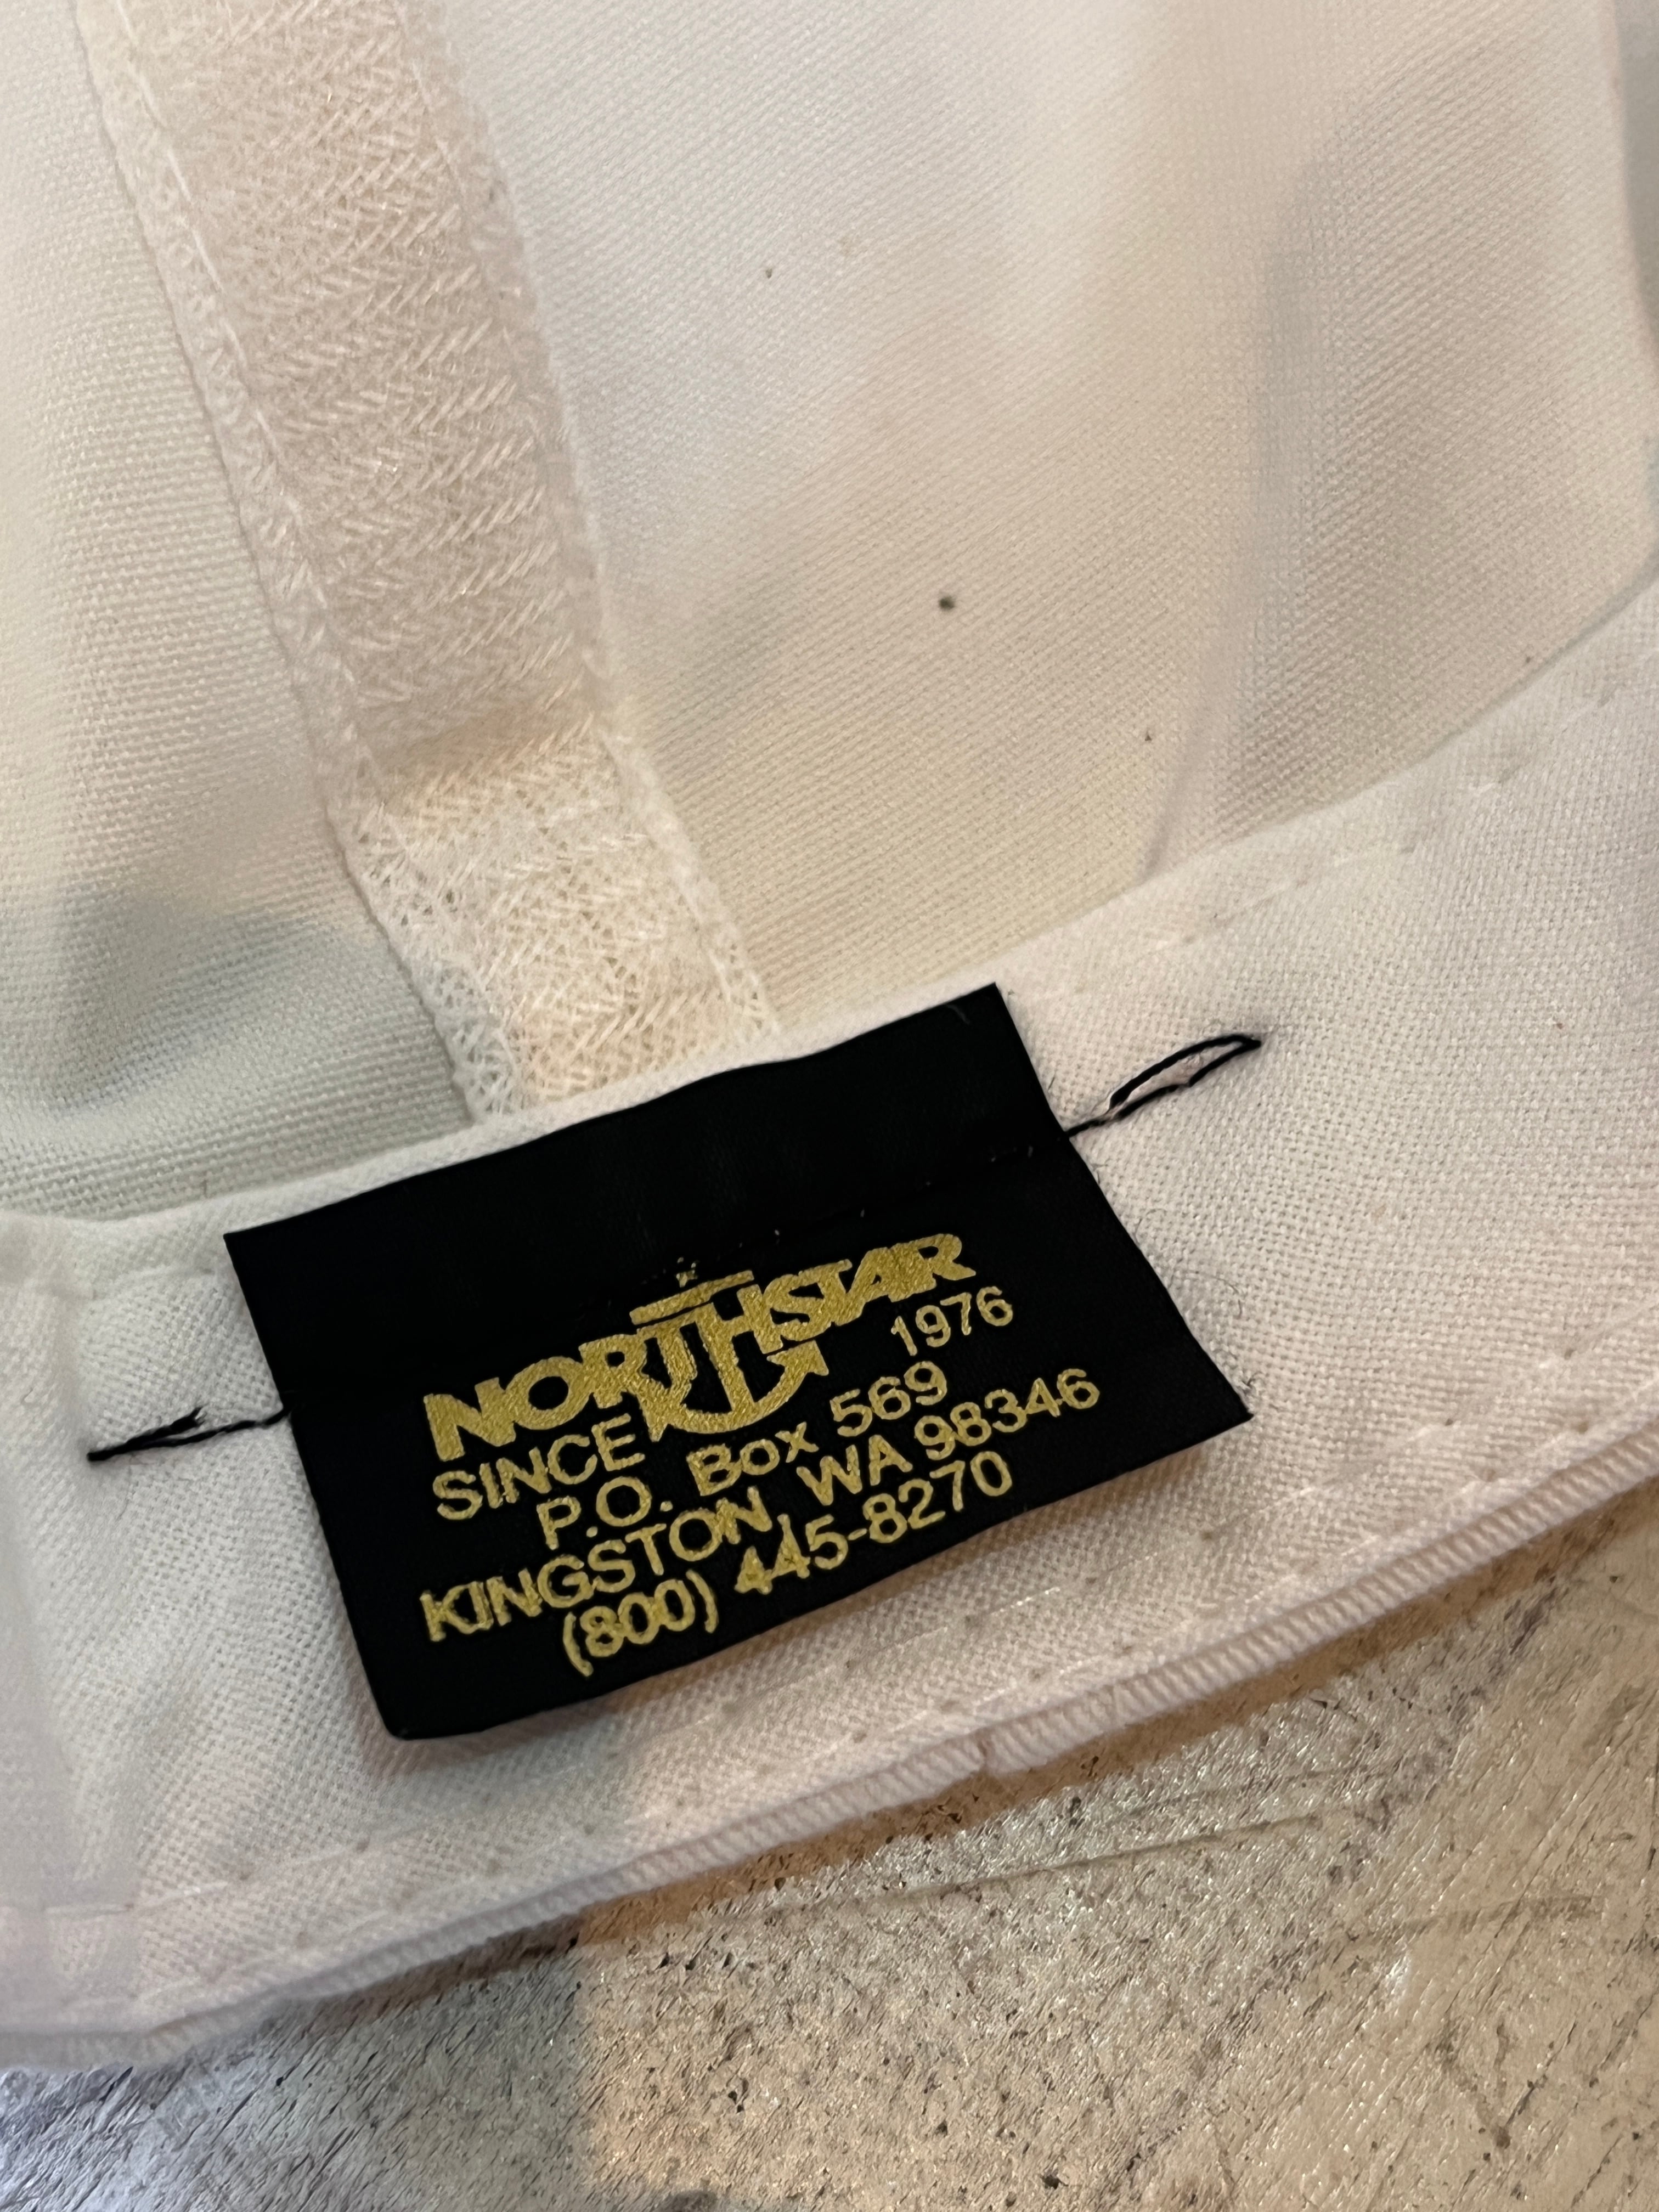 NORTHSTAR
SINCE 1976
P.O. Box 569
KINGSTON, WA 98346
(800) 445-8270